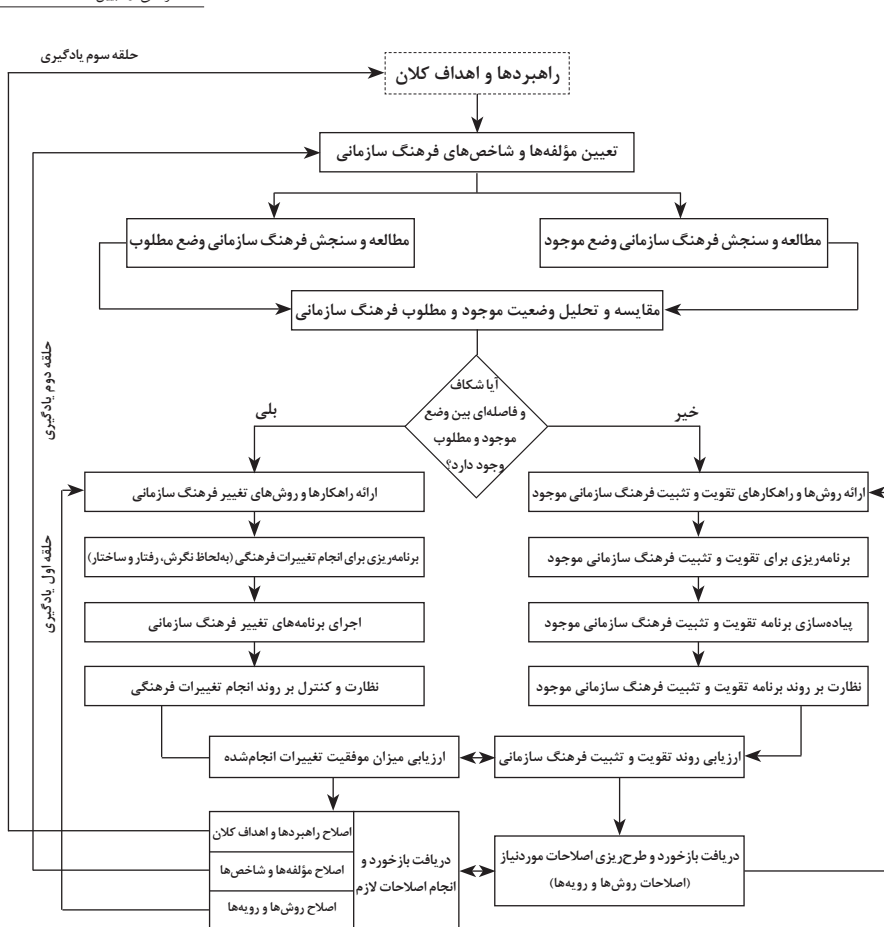 حلقه سوم یادگیری
راهبردها و اهداف کلان
تعیین مؤلفه‌ها و شاخص‌های فرهنگ سازمانی
مطالعه و سنجش فرهنگ سازمانی وضع موجود
مطالعه و سنجش فرهنگ سازمانی وضع مطلوب
مقایسه و تحلیل وضعیت موجود و مطلوب فرهنگ سازمانی
حلقه دوم یادگیری
آیا شکاف
و فاصله‌ای بین وضع
موجود و مطلوب
وجود دارد؟
خیر
بلی
ارائه روش‌ها و راهکارهای تقویت و تثبیت فرهنگ سازمانی موجود
برنامه‌ریزی برای تقویت و تثبیت فرهنگ سازمانی موجود
پیاده‌سازی برنامه تقویت و تثبیت فرهنگ سازمانی موجود
نظارت بر روند برنامه تقویت و تثبیت فرهنگ سازمانی موجود
ارائه راهکارها و روش‌های تغییر فرهنگ سازمانی
برنامه‌ریزی برای انجام تغییرات فرهنگی (به‌لحاظ نگرش، رفتار و ساختار)
اجرای برنامه‌های تغییر فرهنگ سازمانی
نظارت و کنترل بر روند انجام تغییرات فرهنگی
حلقه اول یادگیری
ارزیابی روند تقویت و تثبیت فرهنگ سازمانی
ارزیابی میزان موفقیت تغییرات انجام‌شده
دریافت بازخورد و طرح‌ریزی اصلاحات موردنیاز
(اصلاحات روش‌ها و رویه‌ها)
دریافت بازخورد و
انجام اصلاحات لازم
اصلاح راهبردها و اهداف کلان
اصلاح مؤلفه‌ها و شاخص‌ها
اصلاح روش‌ها و رویه‌ها